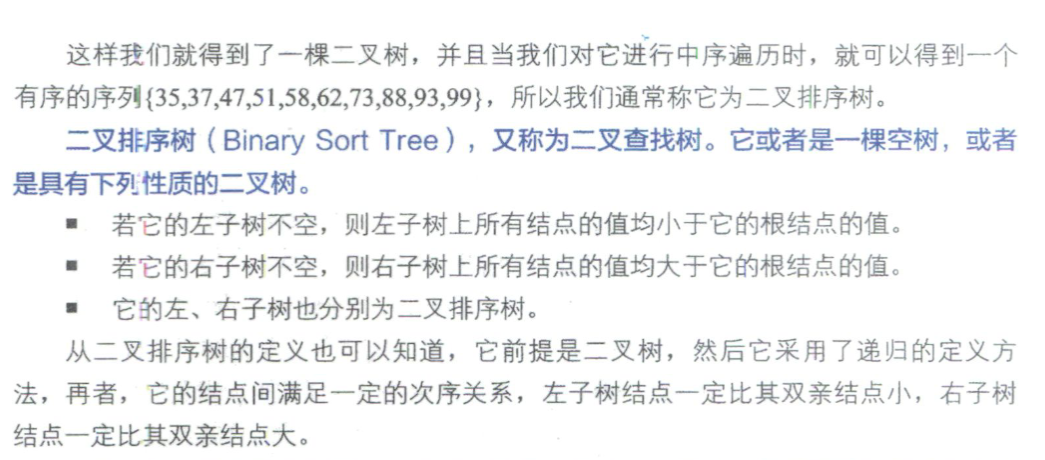 这样我们就得到了一棵二叉树，并且当我们对它进行中序遍历时，就可以得到一个
有序的序列{35,37,47,51,58,62,73,88,93,99}，所以我们通常称它为二叉排序树。
二叉排序树（Binary Sort Tree），又称为二叉查找树。它或者是一棵空树，或者
是具有下列性质的二叉树。
■ 若它的左子树不空，则左子树上所有结点的值均小于它的根结点的值。
■ 若它的右子树不空，则右子树上所有结点的值均大于它的根结点的值。
■ 它的左、右子树也分别为二叉排序树。
从二叉排序树的定义也可以知道，它前提是二叉树，然后它采用了递归的定义方
法，再者，它的结点间满足一定的次序关系，左子树结点一定比其双亲结点小，右子树
结点一定比其双亲结点大。